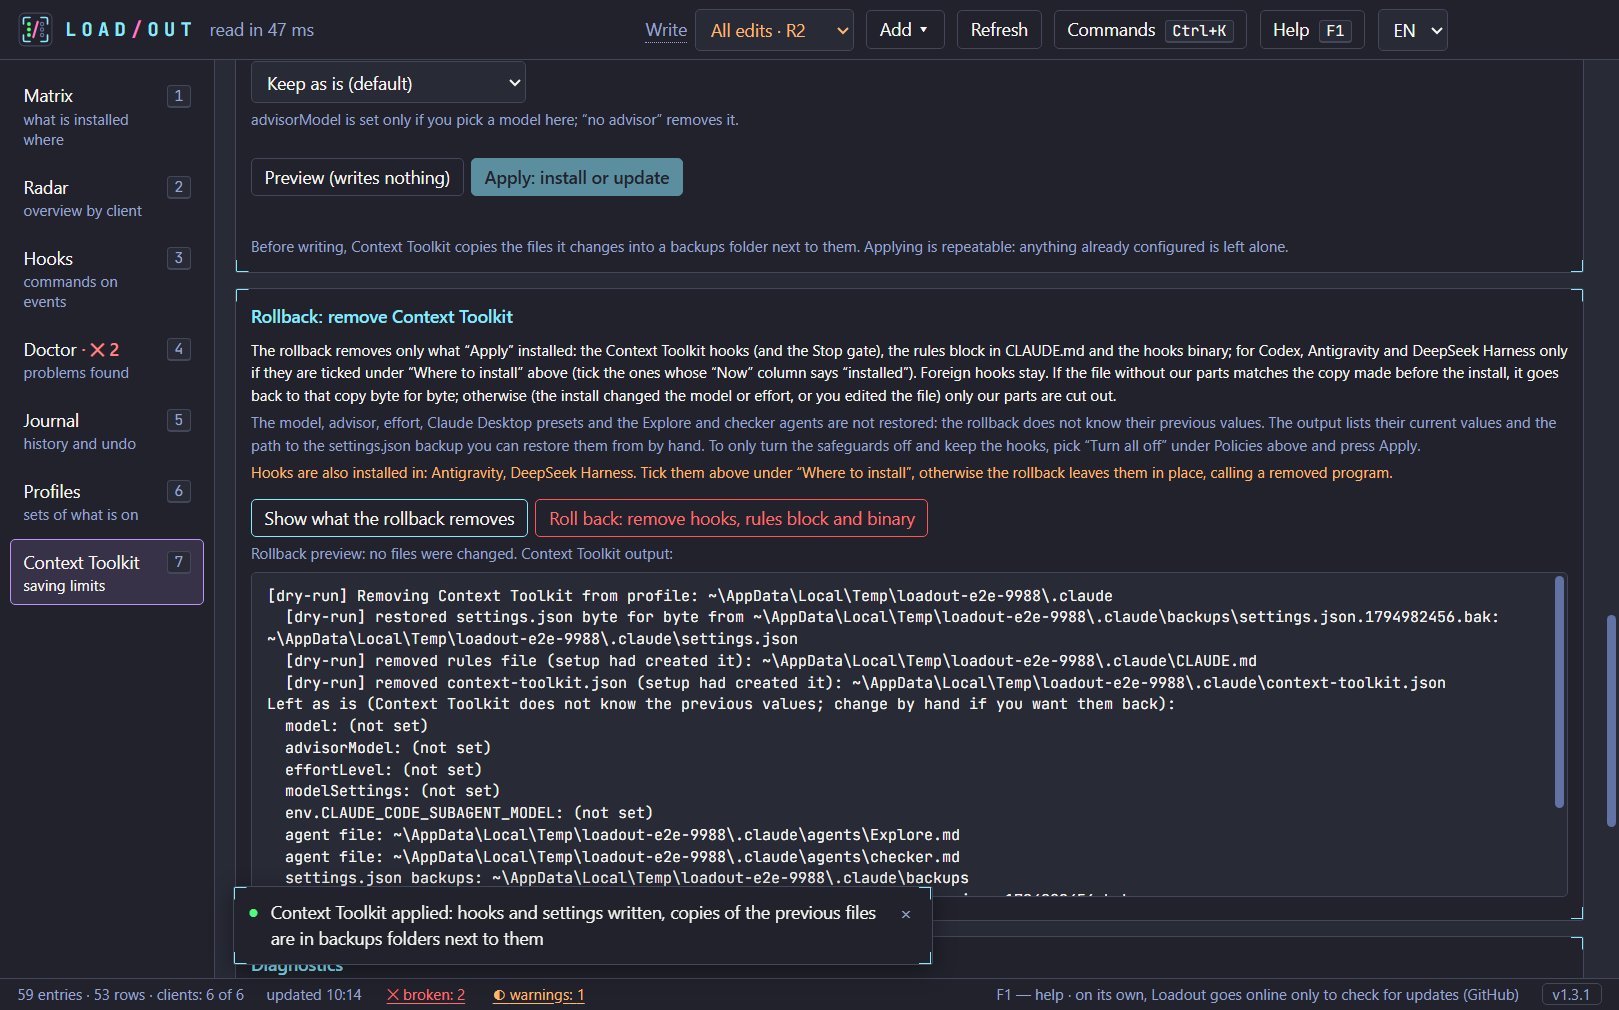 LOAD/OUT read in 47 ms Write All edits · R2 Add ▾ Refresh Commands Ctrl+K Help F1 EN
Matrix 1
what is installed
where
Radar 2
overview by client
Hooks 3
commands on
events
Doctor · ✕ 2 4
problems found
Journal 5
history and undo
Profiles 6
sets of what is on
Context Toolkit 7
saving limits
Keep as is (default)
advisorModel is set only if you pick a model here; “no advisor” removes it.
Preview (writes nothing) Apply: install or update
Before writing, Context Toolkit copies the files it changes into a backups folder next to them. Applying is repeatable: anything already configured is left alone.
Rollback: remove Context Toolkit
The rollback removes only what “Apply” installed: the Context Toolkit hooks (and the Stop gate), the rules block in CLAUDE.md and the hooks binary; for Codex, Antigravity and DeepSeek Harness only
if they are ticked under “Where to install” above (tick the ones whose “Now” column says “installed”). Foreign hooks stay. If the file without our parts matches the copy made before the install, it goes
back to that copy byte for byte; otherwise (the install changed the model or effort, or you edited the file) only our parts are cut out.
The model, advisor, effort, Claude Desktop presets and the Explore and checker agents are not restored: the rollback does not know their previous values. The output lists their current values and the
path to the settings.json backup you can restore them from by hand. To only turn the safeguards off and keep the hooks, pick “Turn all off” under Policies above and press Apply.
Hooks are also installed in: Antigravity, DeepSeek Harness. Tick them above under “Where to install”, otherwise the rollback leaves them in place, calling a removed program.
Show what the rollback removes Roll back: remove hooks, rules block and binary
Rollback preview: no files were changed. Context Toolkit output:
[dry-run] Removing Context Toolkit from profile: ~\AppData\Local\Temp\loadout-e2e-9988\.claude
[dry-run] restored settings.json byte for byte from ~\AppData\Local\Temp\loadout-e2e-9988\.claude\backups\settings.json.1794982456.bak:
~\AppData\Local\Temp\loadout-e2e-9988\.claude\settings.json
[dry-run] removed rules file (setup had created it): ~\AppData\Local\Temp\loadout-e2e-9988\.claude\CLAUDE.md
[dry-run] removed context-toolkit.json (setup had created it): ~\AppData\Local\Temp\loadout-e2e-9988\.claude\context-toolkit.json
Left as is (Context Toolkit does not know the previous values; change by hand if you want them back):
model: (not set)
advisorModel: (not set)
effortLevel: (not set)
modelSettings: (not set)
env.CLAUDE_CODE_SUBAGENT_MODEL: (not set)
agent file: ~\AppData\Local\Temp\loadout-e2e-9988\.claude\agents\Explore.md
agent file: ~\AppData\Local\Temp\loadout-e2e-9988\.claude\agents\checker.md
settings.json backups: ~\AppData\Local\Temp\loadout-e2e-9988\.claude\backups
Context Toolkit applied: hooks and settings written, copies of the previous files ×
are in backups folders next to them
Diagnostics
59 entries · 53 rows · clients: 6 of 6 updated 10:14 ✕ broken: 2 ◐ warnings: 1 F1 — help · on its own, Loadout goes online only to check for updates (GitHub) v1.3.1